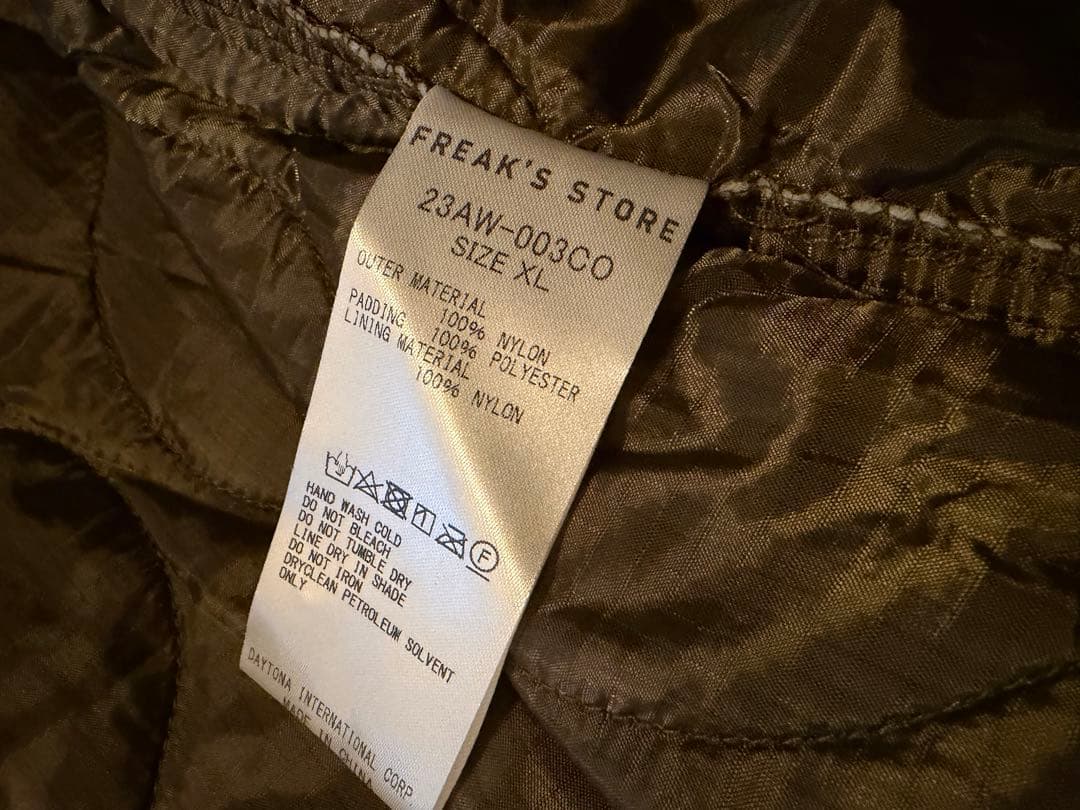 FREAK'S STORE
23AW-003CO
SIZE XL
OUTER MATERIAL
100% NYLON
PADDING 100% POLYESTER
LINING MATERIAL
100% NYLON
F
HAND WASH COLD
DO NOT BLEACH
DO NOT TUMBLE DRY
LINE DRY IN SHADE
DO NOT IRON
DRYCLEAN PETROLEUM SOLVENT
ONLY
DAYTONA INTERNATIONAL CORP
MADE IN CHINA